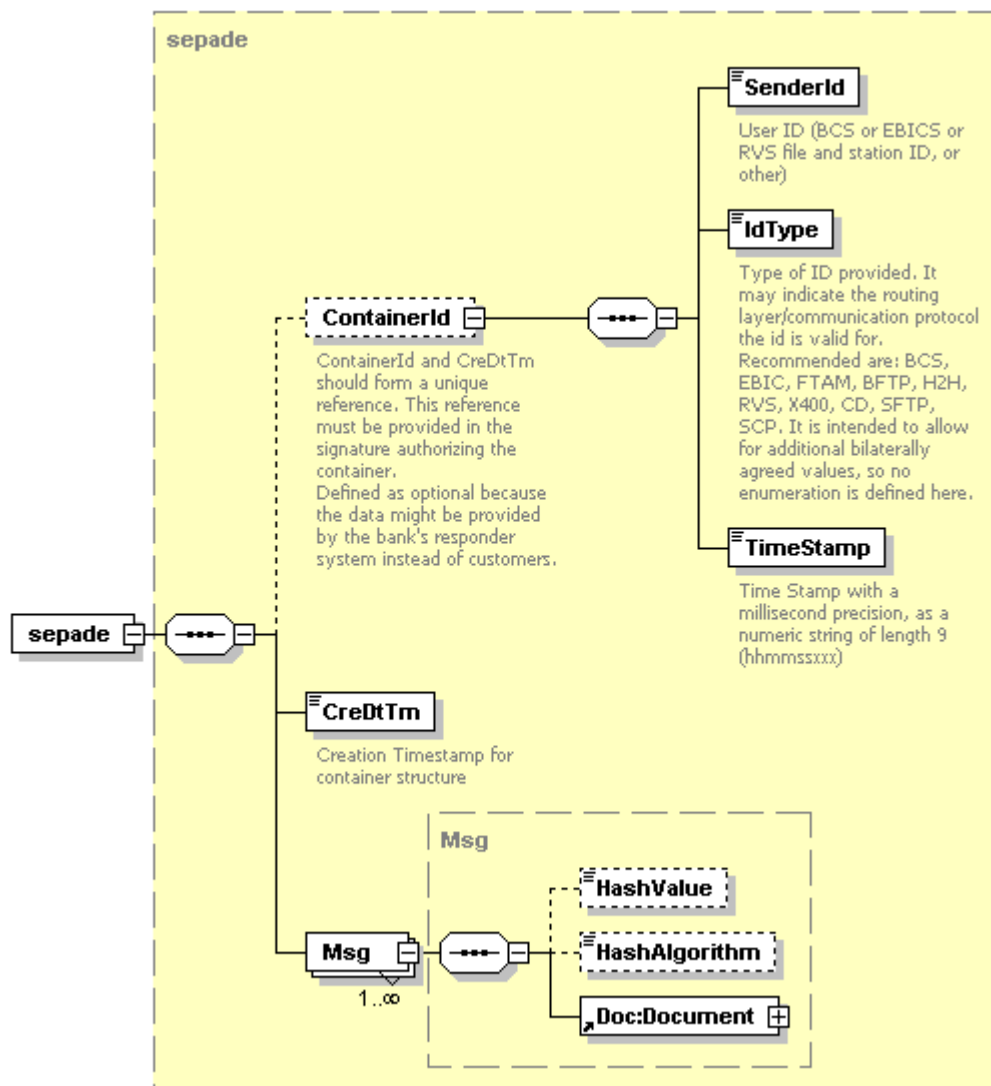 sepade
SenderId
User ID (BCS or EBICS or
RVS file and station ID, or
other)
IdType
Type of ID provided. It
may indicate the routing
layer/communication protocol
the id is valid for.
Recommended are: BCS,
EBIC, FTAM, BFTP, H2H,
RVS, X400, CD, SFTP,
SCP. It is intended to allow
for additional bilaterally
agreed values, so no
enumeration is defined here.
ContainerId
ContainerId and CreDtTm
should form a unique
reference. This reference
must be provided in the
signature authorizing the
container.
Defined as optional because
the data might be provided
by the bank's responder
system instead of customers.
TimeStamp
Time Stamp with a
millisecond precision, as a
numeric string of length 9
(hhmmssxxx)
sepade
CreDtTm
Creation Timestamp for
container structure
Msg
HashValue
HashAlgorithm
Msg
1..∞
Doc:Document